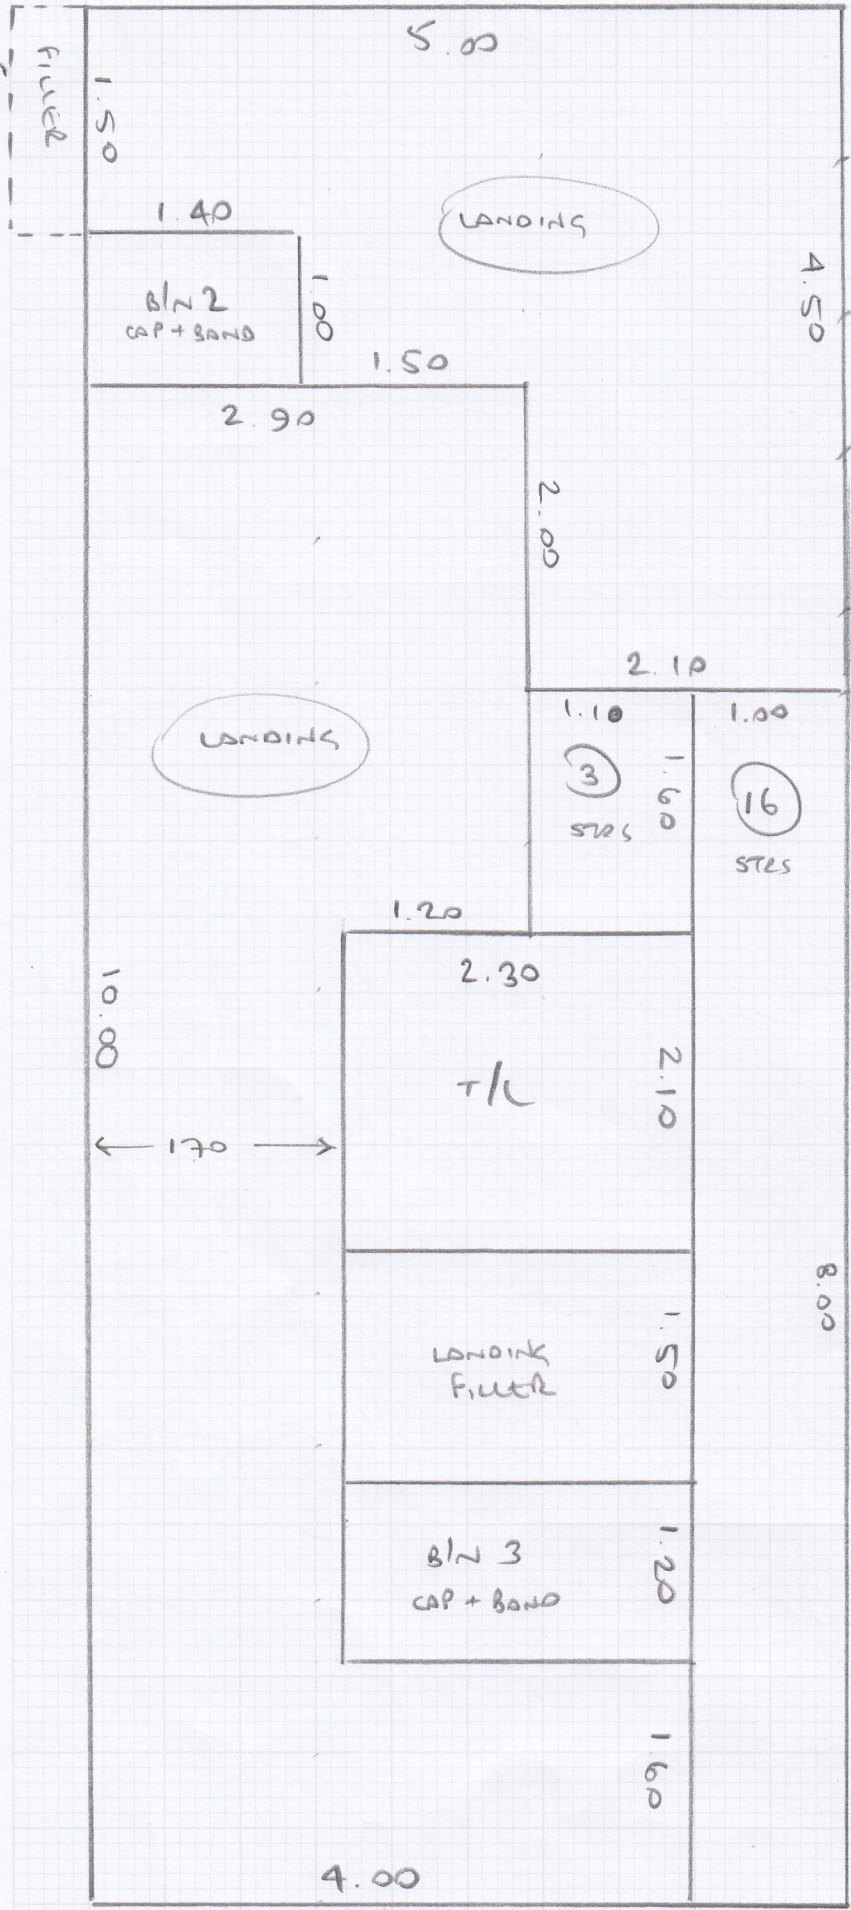 5.00
FILLER
1.50
1.40
LANDING
4.50
B/N 2
CAP + BAND
1.00
1.50
2.90
2.00
2.10
1.10
1.00
LANDING
3
STRS
1.60
16
STRS
1.20
2.30
10.00
T/L
2.10
170
8.00
LANDING
FILLER
1.50
B/N 3
CAP + BAND
1.20
1.60
4.00